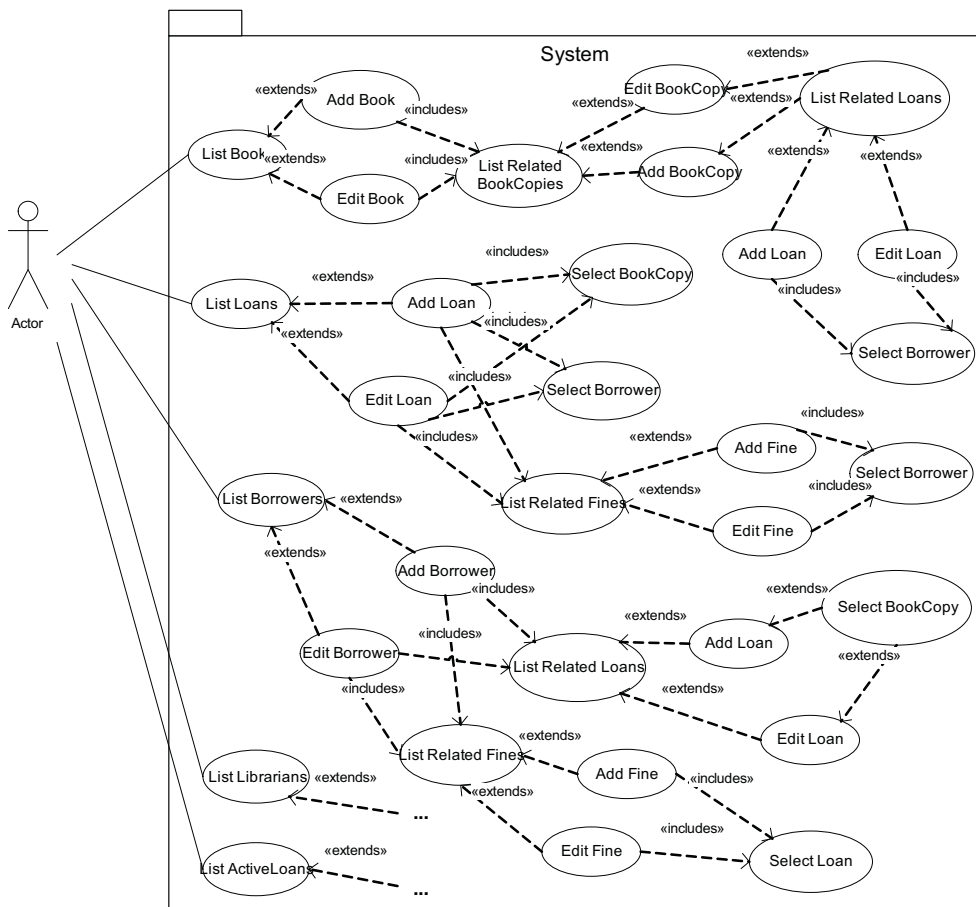 System
«extends»
Add Book
«includes»
List Book
«extends»
«includes»
Edit Book
List Related
BookCopies
«extends»
Edit BookCopy
«extends»
«extends»
List Related Loans
«extends»
Add BookCopy
«extends»
«extends»
Add Loan
Edit Loan
«includes»
«includes»
Select Borrower
Actor
List Loans
«extends»
Add Loan
«includes»
Select BookCopy
«includes»
«extends»
Edit Loan
«includes»
Select Borrower
«includes»
«extends»
Add Fine
«includes»
List Related Fines
«extends»
Edit Fine
«includes»
Select Borrower
List Borrowers
«extends»
«extends»
Add Borrower
«includes»
«includes»
Edit Borrower
«includes»
List Related Loans
«extends»
Add Loan
«extends»
Select BookCopy
«extends»
«extends»
Edit Loan
List Related Fines
«extends»
Add Fine
«includes»
«extends»
Edit Fine
«includes»
Select Loan
List Librarians
«extends»
...
List ActiveLoans
«extends»
...